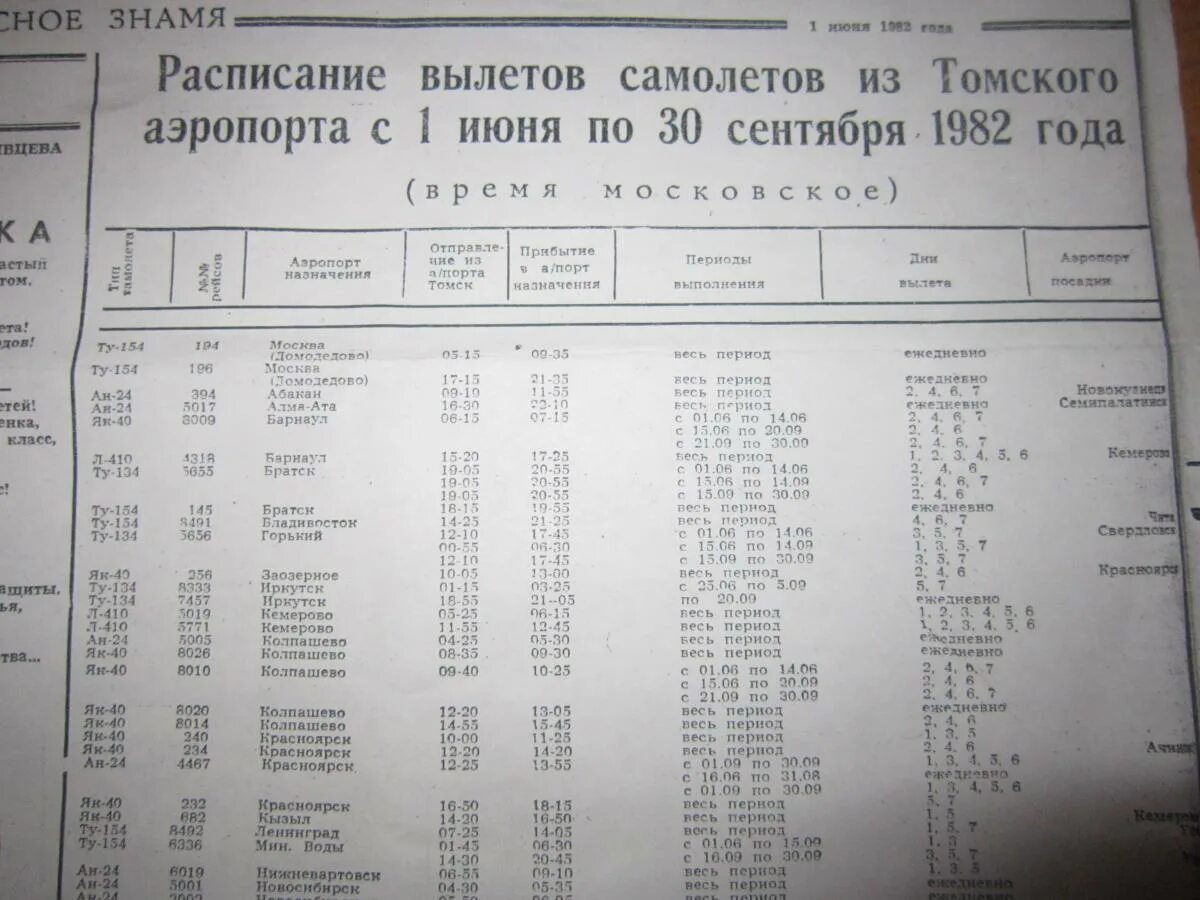 СНОЕ ЗНАМЯ
1 июня 1982 года
Расписание вылетов самолетов из Томского
аэропорта с 1 июня по 30 сентября 1982 года
(время московское)
ВЦЕВА
КА
Тип самолета
№№ рейсов
Аэропорт назначения
Отправле-ние из а/порта Томск
Прибытие в а/порт назначения
Периоды выполнения
Дни вылета
Аэропорт посадки
Ту-154 194 Москва
(Домодедово) 05-15 09-35 весь период ежедневно
Ту-154 196 Москва
(Домодедово) 17-15 21-35 весь период ежедневно
Ан-24 394 Абакан 09-10 11-55 весь период 2, 4, 6, 7 Новокузнецк
Ан-24 5017 Алма-Ата 16-30 22-10 весь период ежедневно Семипалатинск
Як-40 8009 Барнаул 06-15 07-15 с 01.06 по 14.06 2, 4, 6, 7
с 15.06 по 20.09 2, 4, 6
с 21.09 по 30.09 2, 4, 6, 7
Л-410 4318 Барнаул 15-20 17-25 весь период 1, 2, 3, 4, 5, 6 Кемерово
Ту-134 5655 Братск 19-05 20-55 с 01.06 по 14.06 2, 4, 6
19-05 20-55 с 15.06 по 14.09 2, 4, 6, 7
19-05 20-55 с 15.09 по 30.09 2, 4, 6
Ту-154 145 Братск 18-15 19-55 весь период ежедневно
Ту-154 8491 Владивосток 14-25 21-25 весь период 4, 6, 7 Чита
Ту-134 5656 Горький 12-10 17-45 с 01.06 по 14.06 3, 5, 7 Свердловск
00-55 06-30 с 15.06 по 14.09 1, 3, 5, 7
12-10 17-45 с 15.09 по 30.09 3, 5, 7
Як-40 256 Заозерное 10-05 13-00 весь период 2, 4, 6 Красноярск
Ту-134 8333 Иркутск 01-15 03-25 с 25.06 по 5.09 5, 7
Ту-134 7457 Иркутск 18-55 21--05 по 20.09 ежедневно
Л-410 5019 Кемерово 05-25 06-15 весь период 1, 2, 3, 4, 5, 6
Л-410 5771 Кемерово 11-55 12-45 весь период 1, 2, 3, 4, 5, 6
Ан-24 5005 Колпашево 04-25 05-30 весь период ежедневно
Як-40 8026 Колпашево 08-35 09-30 весь период ежедневно
Як-40 8010 Колпашево 09-40 10-25 с 01.06 по 14.06 2, 4, 6, 7
с 15.06 по 20.09 2, 4, 6
с 21.09 по 30.09 2, 4, 6, 7
Як-40 8020 Колпашево 12-20 13-05 весь период ежедневно
Як-40 8014 Колпашево 14-55 15-45 весь период 2, 4, 6
Як-40 240 Красноярск 10-00 11-25 весь период 1, 3, 5
Як-40 234 Красноярск 12-20 14-20 весь период 2, 4, 6 Ачинск
Ан-24 4467 Красноярск 12-25 13-55 с 01.09 по 30.09 1, 3, 4, 5, 6
с 16.06 по 31.08 ежедневно
с 01.09 по 30.09 1, 3, 4, 5, 6
Як-40 232 Красноярск 16-50 18-15 весь период 5, 7
Як-40 682 Кызыл 14-20 16-50 весь период 1, 5 Кемеров
Ту-154 8492 Ленинград 07-25 14-05 весь период 1, 5, 7
Ту-154 6336 Мин. Воды 01-45 06-30 с 01.06 по 15.09 1, 3
14-30 20-45 с 16.09 по 30.09 3, 5, 7
Ан-24 6019 Нижневартовск 06-55 09-10 весь период 1, 3, 5
Ан-24 5001 Новосибирск 04-30 05-35 весь период ежедневно